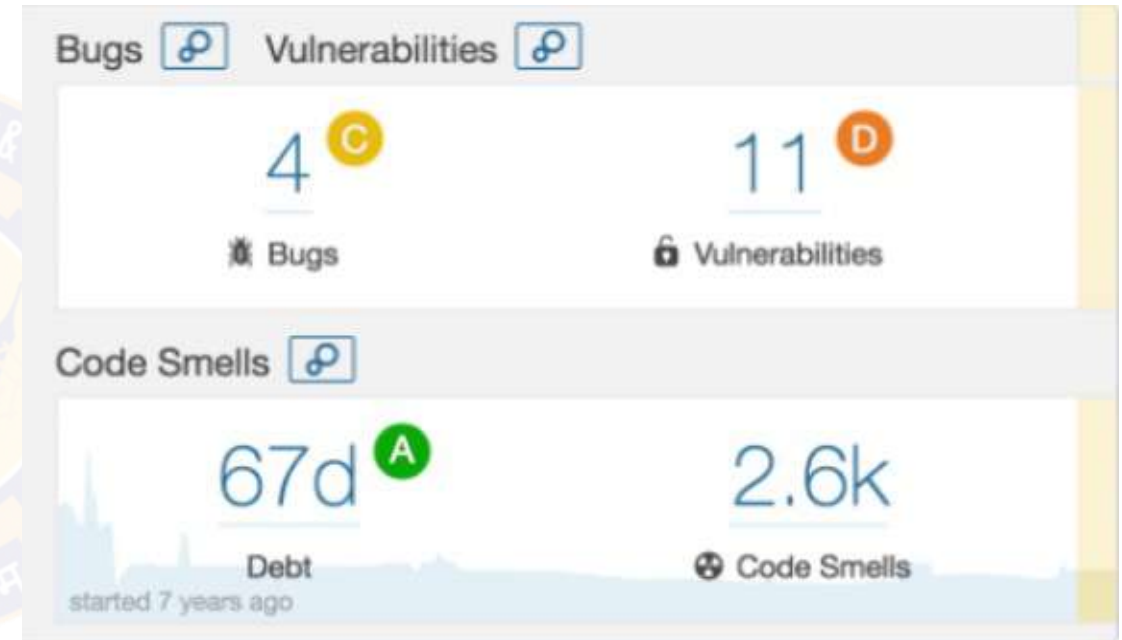 Bugs Vulnerabilities
4 C 11 D
Bugs Vulnerabilities
Code Smells
67d A 2.6k
Debt Code Smells
started 7 years ago